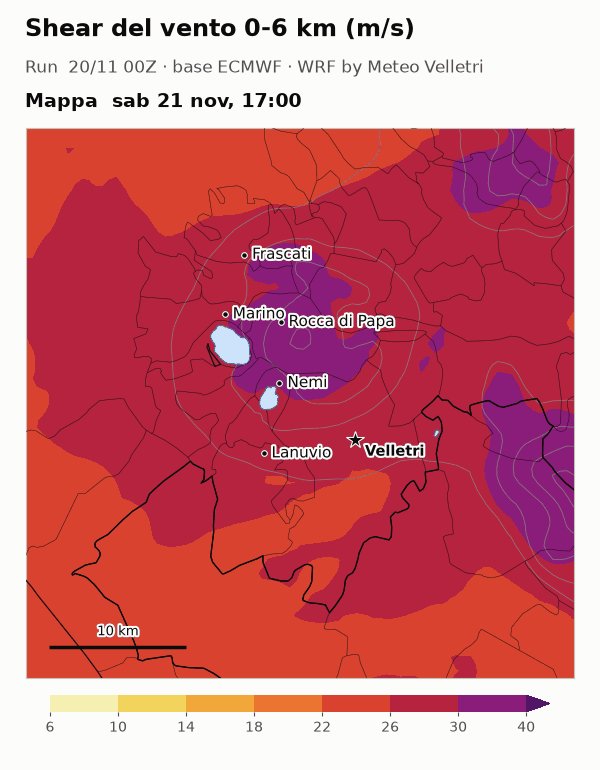 Shear del vento 0-6 km (m/s)
Run  20/11 00Z · base ECMWF · WRF by Meteo Velletri
Mappa  sab 21 nov, 17:00
Frascati
Marino
Rocca di Papa
Nemi
Velletri
Lanuvio
10 km
6 10 14 18 22 26 30 40